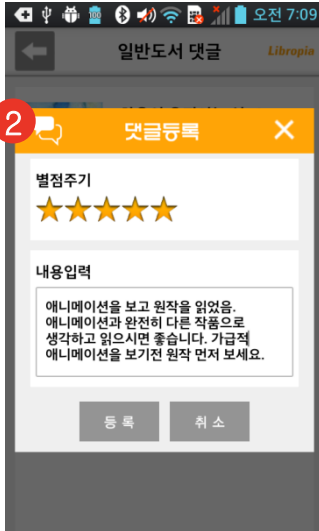 오전 7:09
일반도서 댓글
Libropia
2
댓글등록
별점주기
내용입력
애니메이션을 보고 원작을 읽었음.
애니메이션과 완전히 다른 작품으로
생각하고 읽으시면 좋습니다. 가급적
애니메이션을 보기전 원작 먼저 보세요.
등 록
취 소